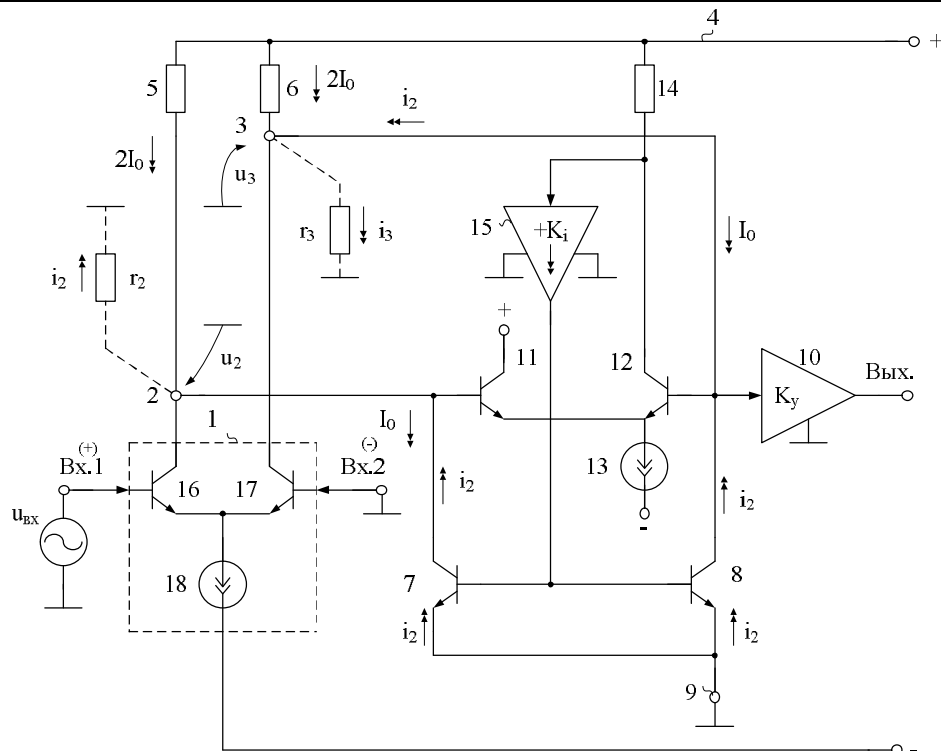 4
+
5
6
2I₀
14
i₂
3
2I₀
u₃
15
+Kᵢ
r₃
i₃
I₀
i₂
r₂
+
11
12
10
u₂
Вых.
2
Kу
1
I₀
(+)
(-)
Вх.1
Вх.2
13
16
17
i₂
i₂
uвх
-
18
7
8
i₂
i₂
9
-